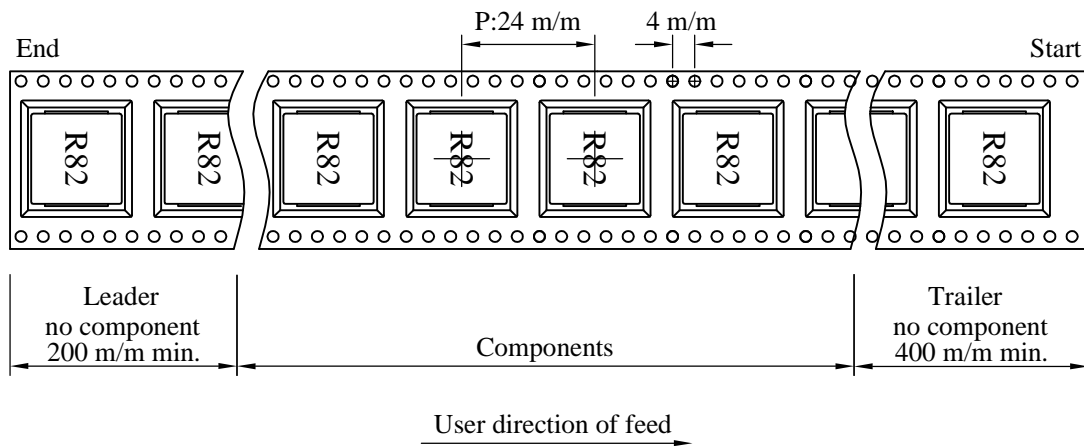 P:24 m/m
4 m/m
End
Start
R82
R82
R82
R82
R82
R82
R82
Leader
no component
200 m/m min.
Components
Trailer
no component
400 m/m min.
User direction of feed